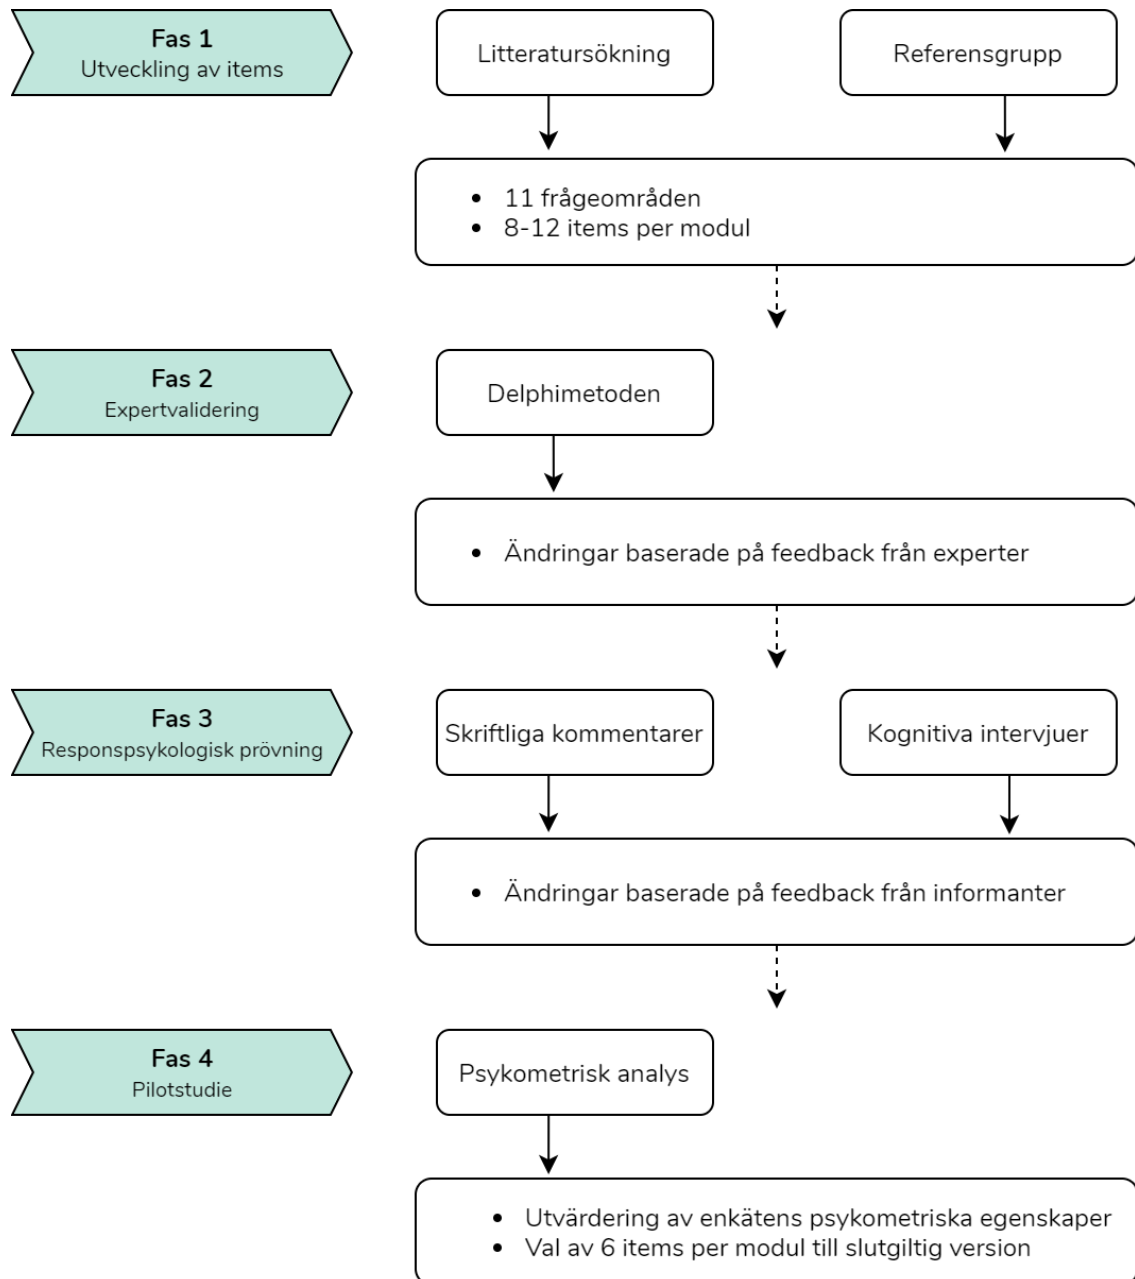 Fas 1
Utveckling av items
Litteratursökning
Referensgrupp
• 11 frågeområden
• 8-12 items per modul
Fas 2
Expertvalidering
Delphimetoden
• Ändringar baserade på feedback från experter
Fas 3
Responspsykologisk prövning
Skriftliga kommentarer
Kognitiva intervjuer
• Ändringar baserade på feedback från informanter
Fas 4
Pilotstudie
Psykometrisk analys
• Utvärdering av enkätens psykometriska egenskaper
• Val av 6 items per modul till slutgiltig version